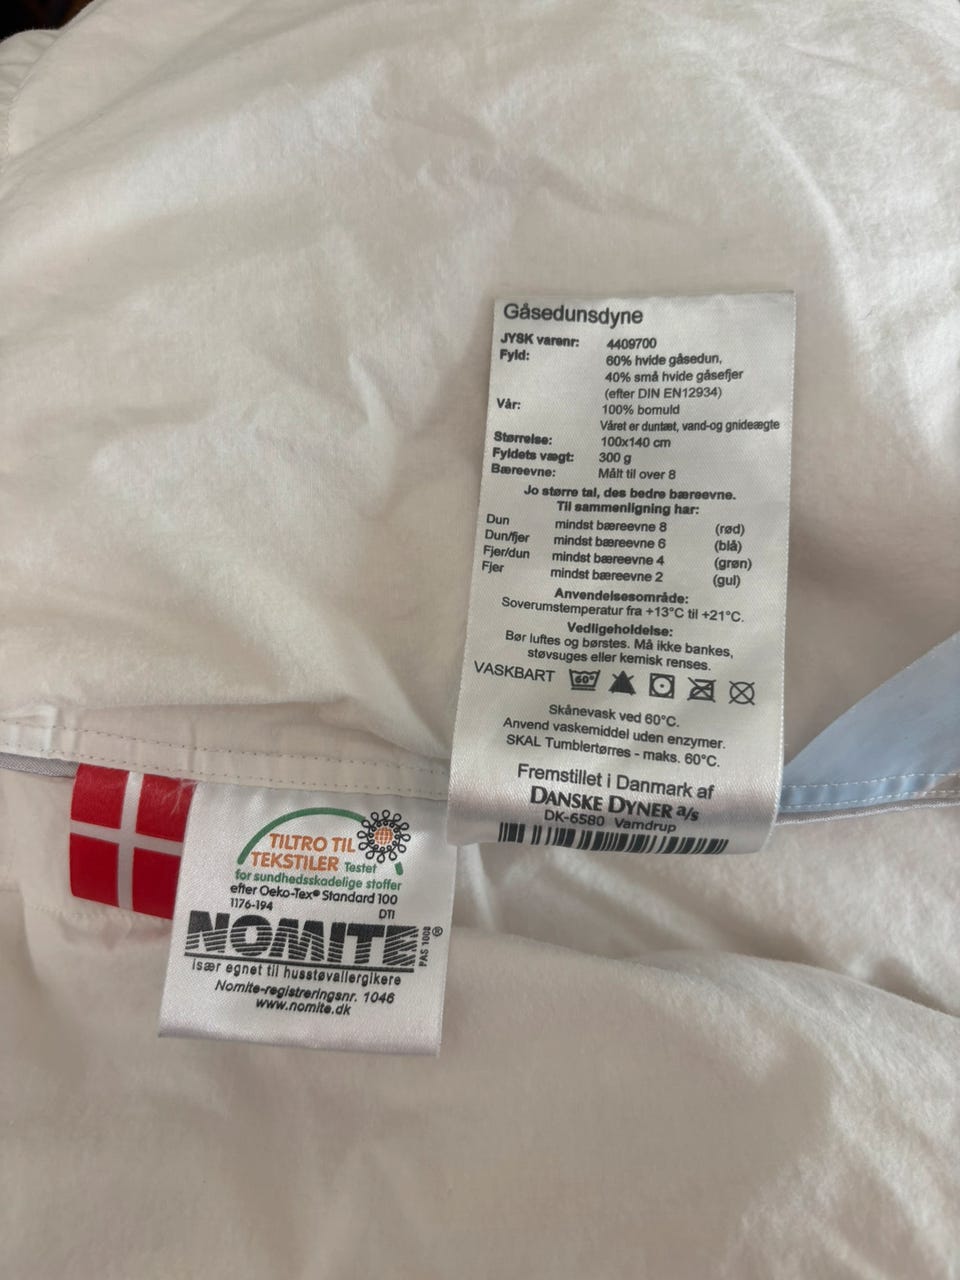 Gåsedunsdyne
JYSK varenr: 4409700
Fyld: 60% hvide gåsedun,
40% små hvide gåsefjer
(efter DIN EN12934)
Vår: 100% bomuld
Våret er duntæt, vand-og gnideægte
Størrelse: 100x140 cm
Fyldets vægt: 300 g
Bæreevne: Målt til over 8
Jo større tal, des bedre bæreevne.
Til sammenligning har:
Dun mindst bæreevne 8 (rød)
Dun/fjer mindst bæreevne 6 (blå)
Fjer/dun mindst bæreevne 4 (grøn)
Fjer mindst bæreevne 2 (gul)
Anvendelsesområde:
Soverumstemperatur fra +13°C til +21°C.
Vedligeholdelse:
Bør luftes og børstes. Må ikke bankes,
støvsuges eller kemisk renses.
VASKBART 60°
Skånevask ved 60°C.
Anvend vaskemiddel uden enzymer.
SKAL Tumblertørres - maks. 60°C.
Fremstillet i Danmark af
DANSKE DYNER a/s
DK-6580 Vamdrup
TILTRO TIL
TEKSTILER Testet
for sundhedsskadelige stoffer
efter Oeko-Tex® Standard 100
1176-194 DTI
NOMITE®
PAS 1008
Især egnet til husstøvallergikere
Nomite-registreringsnr. 1046
www.nomite.dk